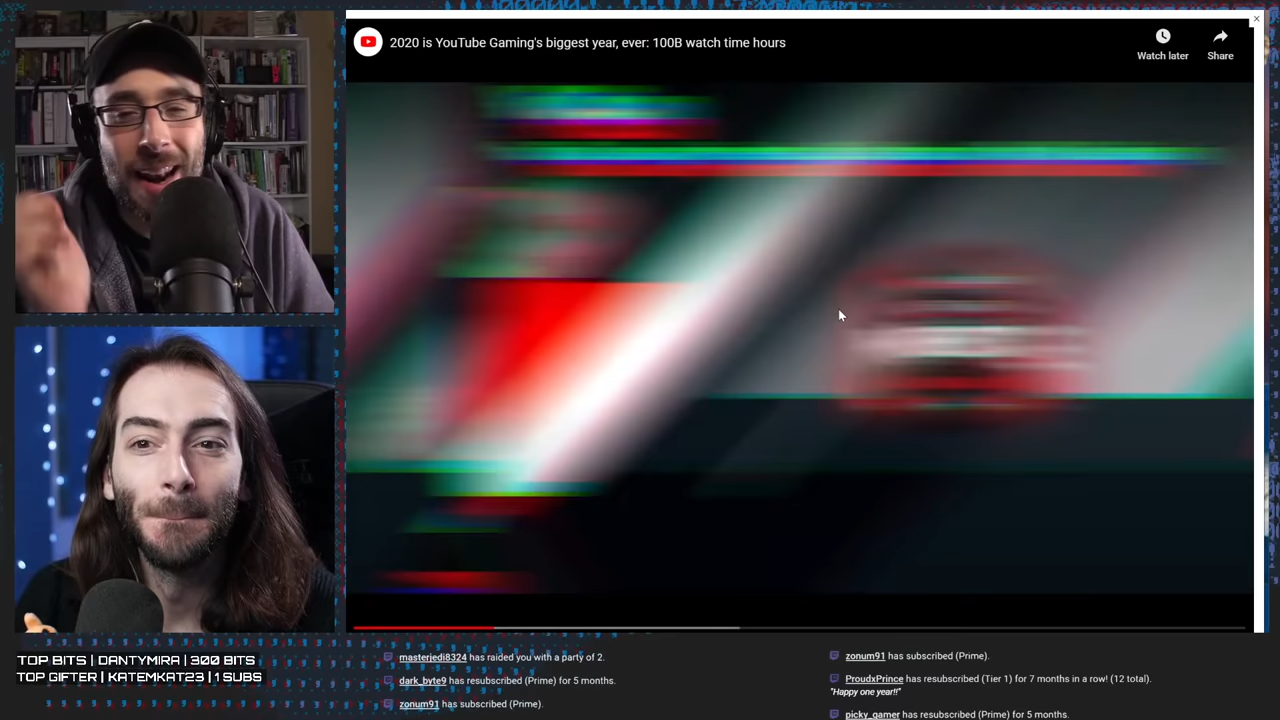 2020 is YouTube Gaming's biggest year, ever: 100B watch time hours
Watch later
Share
TOP BITS | DANTYMIRA | 300 BITS
TOP GIFTER | KATEMKAT23 | 1 SUBS
masterjedi8324 has raided you with a party of 2.
dark_byte9 has resubscribed (Prime) for 5 months.
zonum91 has subscribed (Prime).
zonum91 has subscribed (Prime).
ProudxPrince has resubscribed (Tier 1) for 7 months in a row! (12 total).
"Happy one year!!"
picky_gamer has resubscribed (Prime) for 5 months.